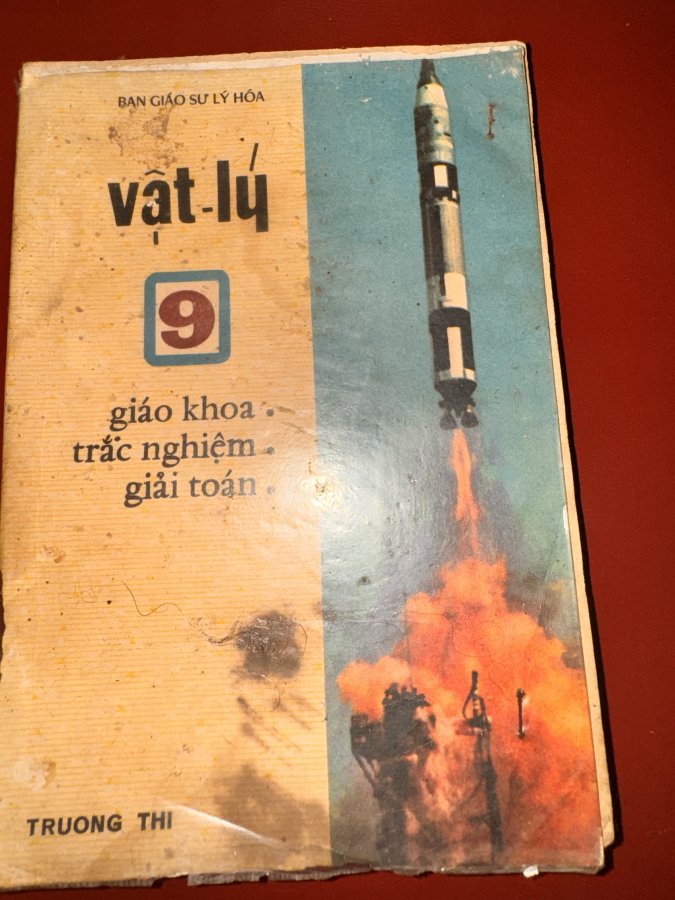 BAN GIÁO SƯ LÝ HÓA
vật-lý
9
giáo khoa •
trắc nghiệm •
giải toán •
TRUONG THI